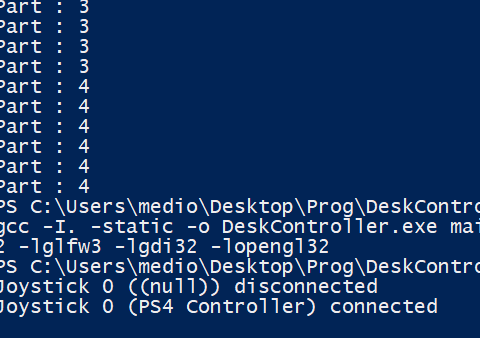 Part : 3
Part : 3
Part : 3
Part : 3
Part : 4
Part : 4
Part : 4
Part : 4
Part : 4
Part : 4
PS C:\Users\medio\Desktop\Prog\DeskContro
gcc -I. -static -o DeskController.exe mai
2 -lglfw3 -lgdi32 -lopengl32
PS C:\Users\medio\Desktop\Prog\DeskContro
Joystick 0 ((null)) disconnected
Joystick 0 (PS4 Controller) connected